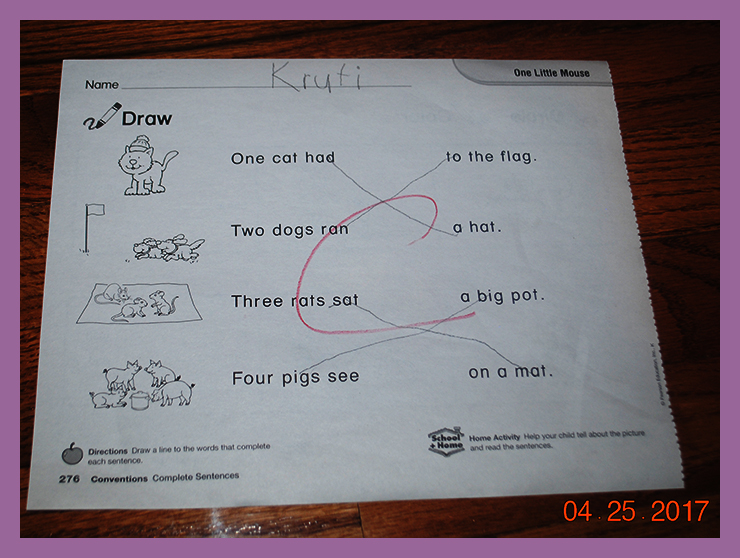 One Little Mouse
Name Kruti
Draw
One cat had to the flag.
Two dogs ran a hat.
Three rats sat a big pot.
Four pigs see on a mat.
Directions Draw a line to the words that complete
each sentence.
School + Home
Home Activity Help your child tell about the picture
and read the sentences.
276 Conventions Complete Sentences
© Pearson Education, Inc., K
04.25.2017